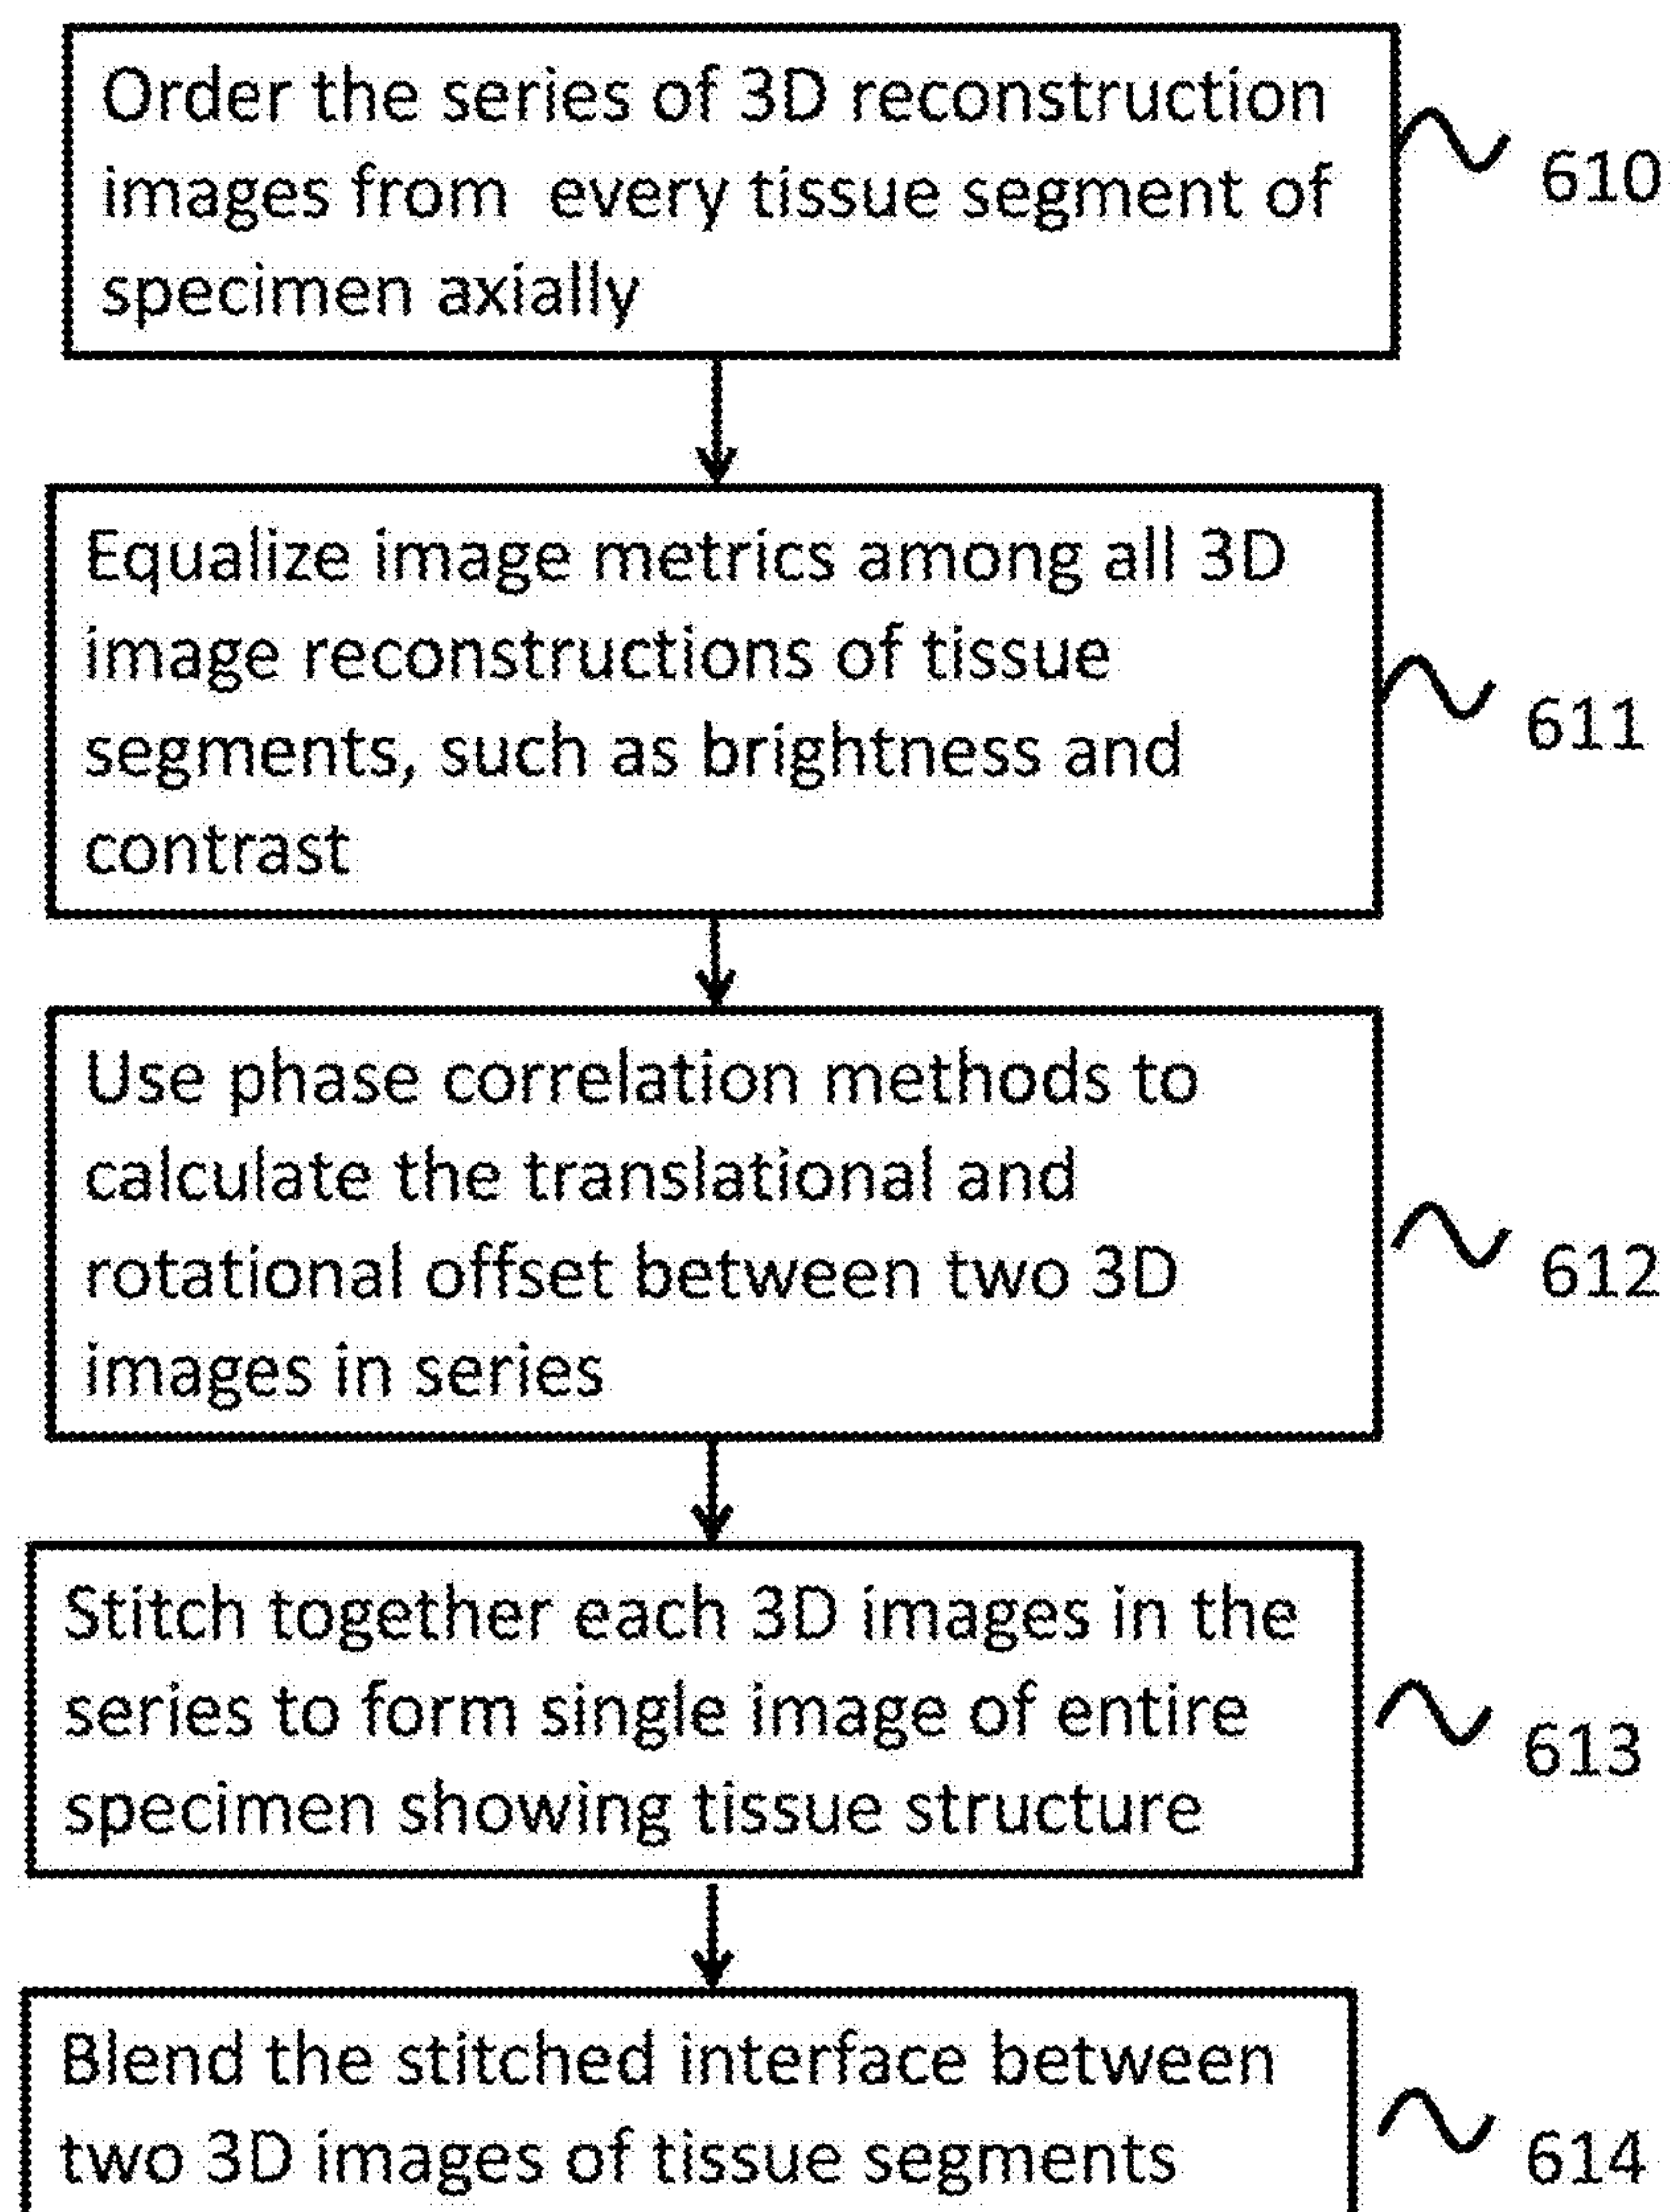 Order the series of 3D reconstruction
images from every tissue segment of
specimen axially
610
Equalize image metrics among all 3D
image reconstructions of tissue
segments, such as brightness and
contrast
611
Use phase correlation methods to
calculate the translational and
rotational offset between two 3D
images in series
612
Stitch together each 3D images in the
series to form single image of entire
specimen showing tissue structure
613
Blend the stitched interface between
two 3D images of tissue segments
614